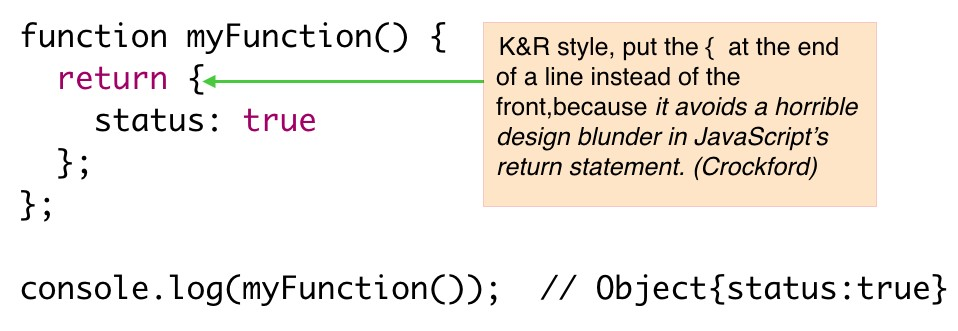 function myFunction() {
  return {
    status: true
  };
};
K&R style, put the { at the end
of a line instead of the
front,because it avoids a horrible
design blunder in JavaScript's
return statement. (Crockford)
console.log(myFunction());  // Object{status:true}